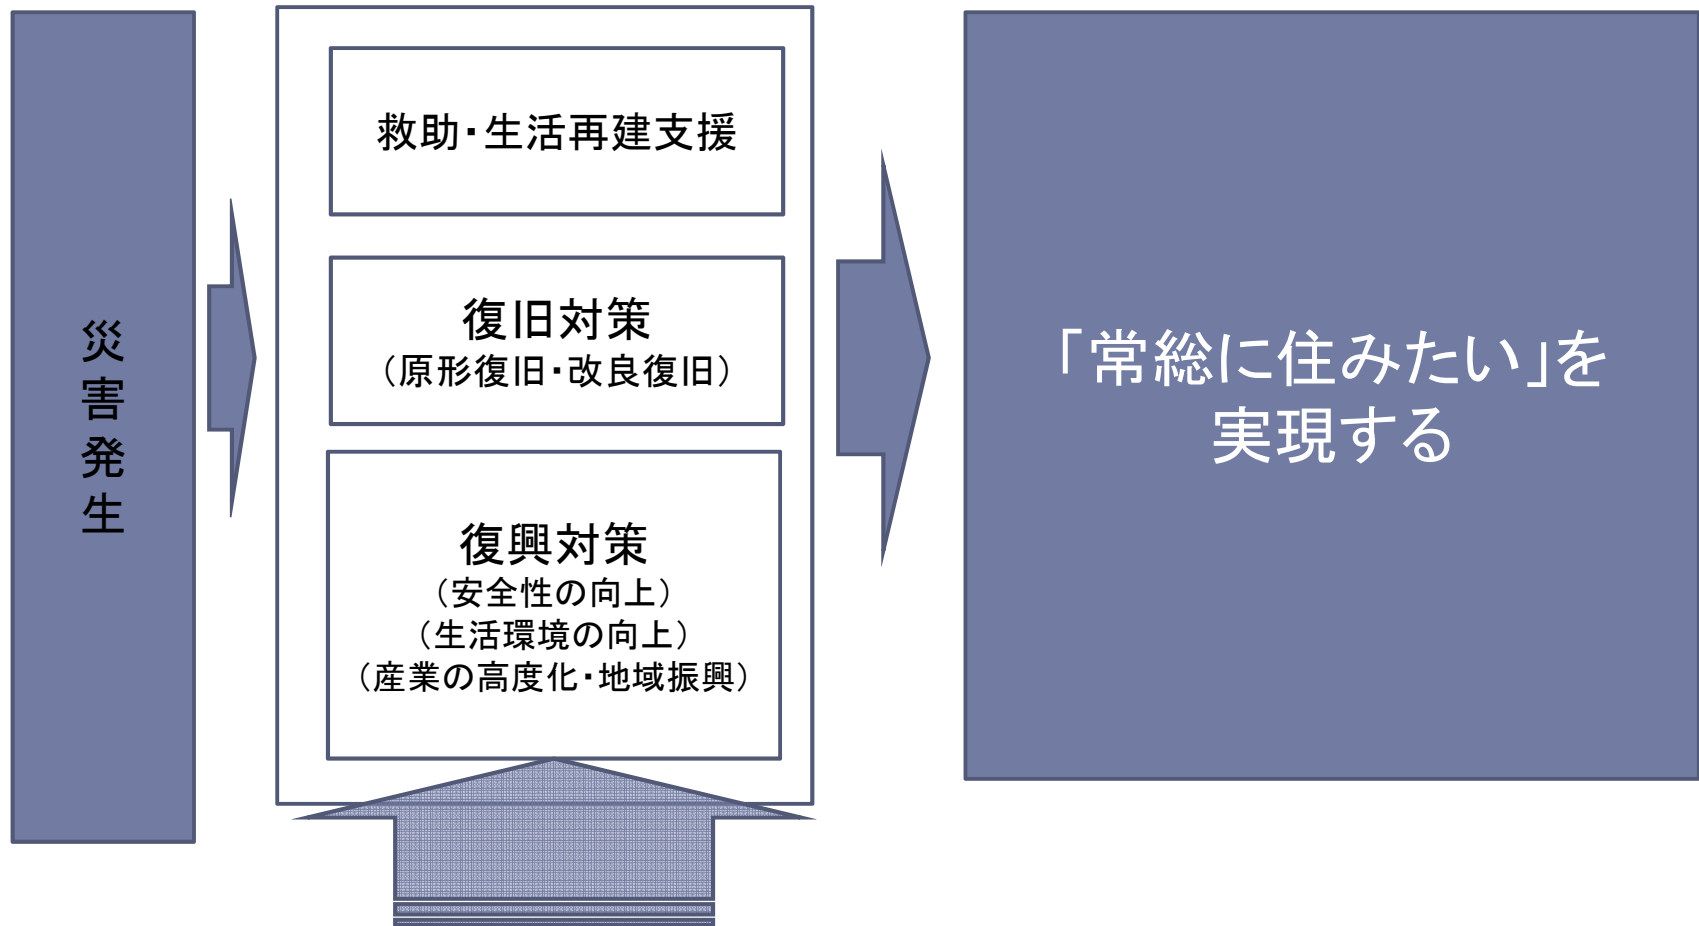 災害発生
救助・生活再建支援
復旧対策
（原形復旧・改良復旧）
復興対策
（安全性の向上）
（生活環境の向上）
（産業の高度化・地域振興）
「常総に住みたい」を
実現する